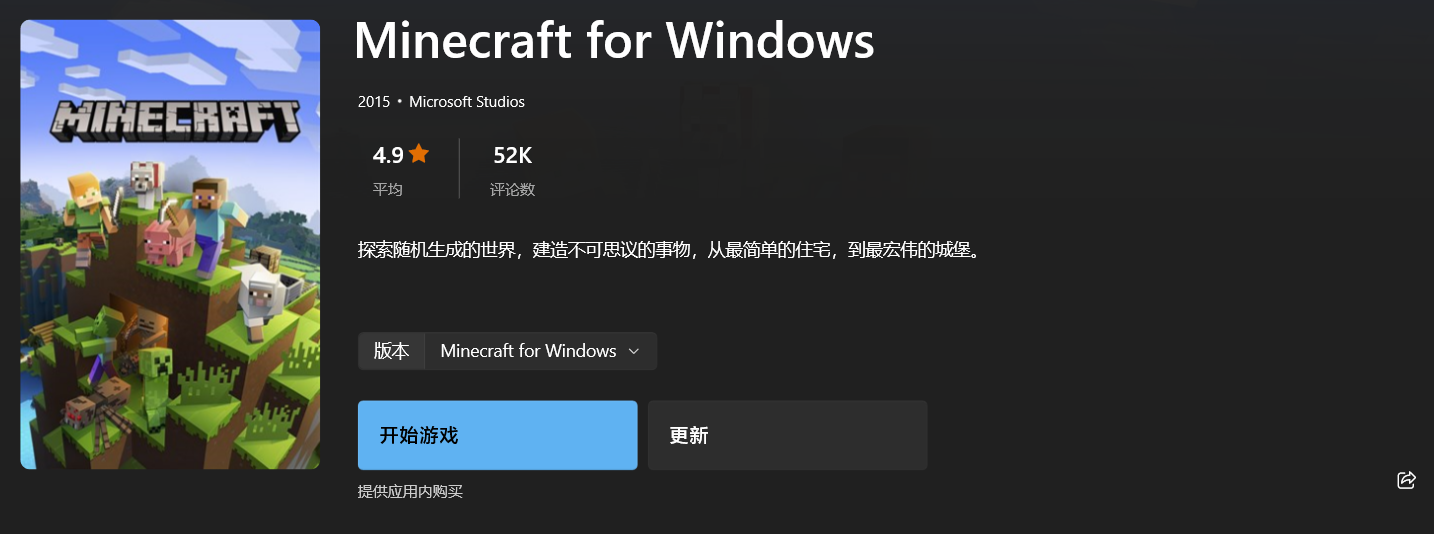 MINECRAFT
Minecraft for Windows
2015 • Microsoft Studios
4.9
52K
平均
评论数
探索随机生成的世界，建造不可思议的事物，从最简单的住宅，到最宏伟的城堡。
版本
Minecraft for Windows
开始游戏
更新
提供应用内购买